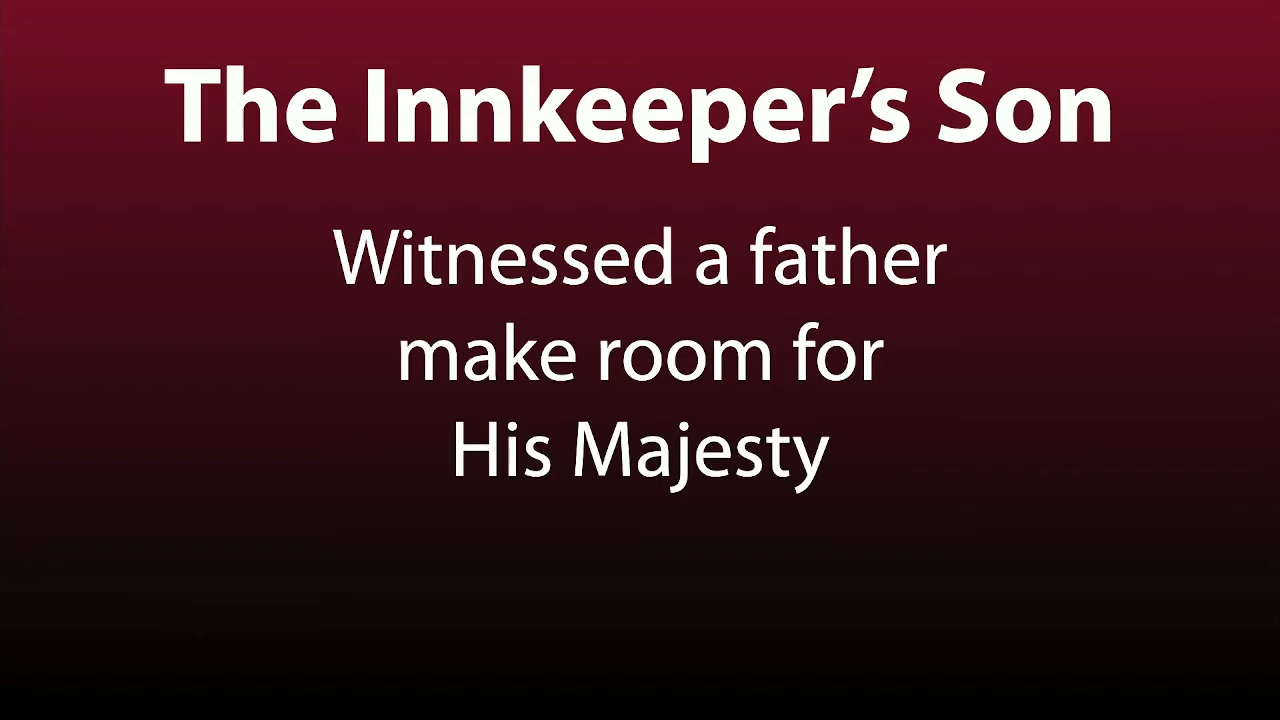 The Innkeeper’s Son
Witnessed a father
make room for
His Majesty